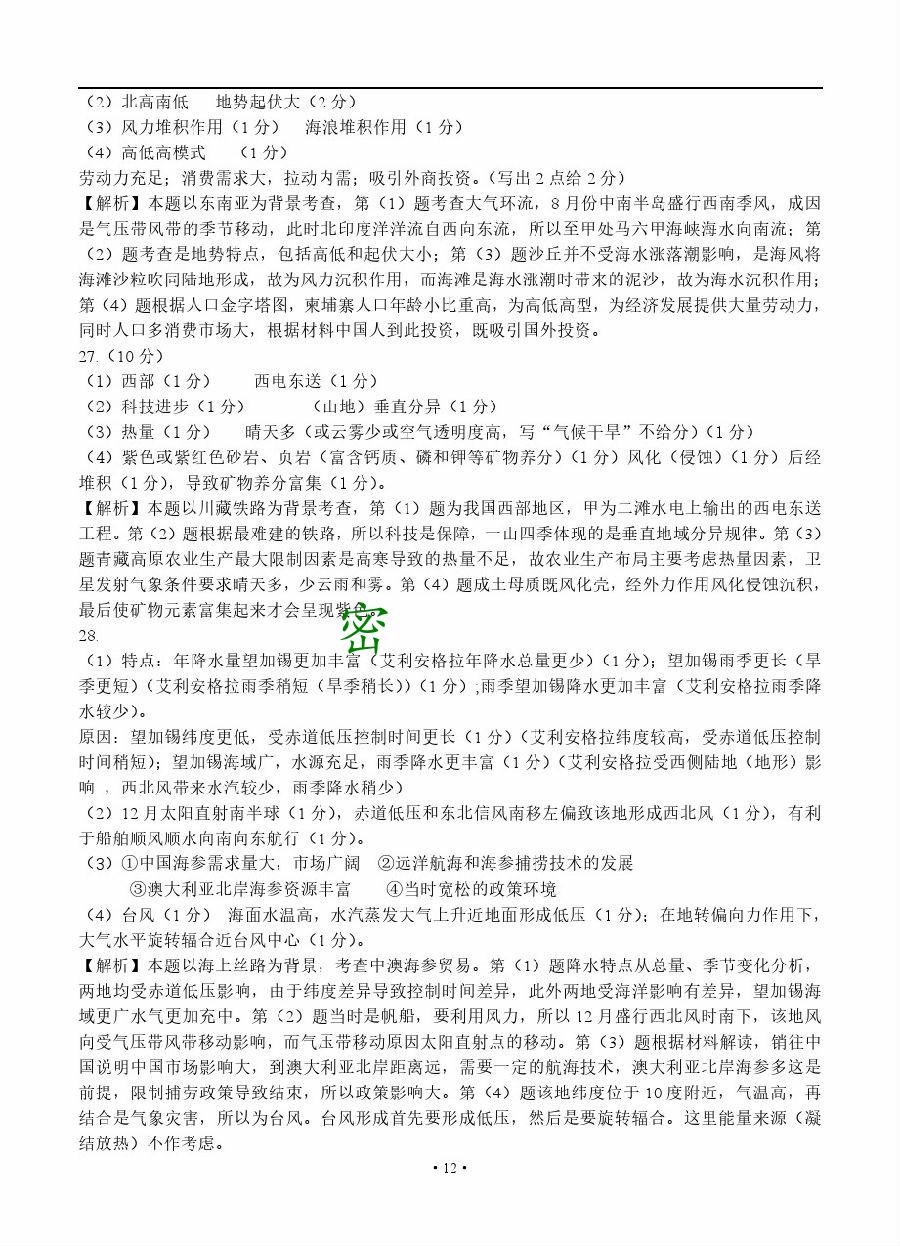 （2）北高南低　地势起伏大（2 分）
（3）风力堆积作用（1 分）　海浪堆积作用（1 分）
（4）高低高模式　（1 分）
劳动力充足；消费需求大，拉动内需；吸引外商投资。（写出 2 点给 2 分）
【解析】本题以东南亚为背景考查，第（1）题考查大气环流，8 月份中南半岛盛行西南季风，成因
是气压带风带的季节移动，此时北印度洋洋流自西向东流，所以至甲处马六甲海峡海水向南流；第
（2）题考查是地势特点，包括高低和起伏大小；第（3）题沙丘并不受海水涨落潮影响，是海风将
海滩沙粒吹同陆地形成，故为风力沉积作用，而海滩是海水涨潮时带来的泥沙，故为海水沉积作用；
第（4）题根据人口金字塔图，柬埔寨人口年龄小比重高，为高低高型，为经济发展提供大量劳动力，
同时人口多消费市场大，根据材料中国人到此投资，既吸引国外投资。
27.（10 分）
（1）西部（1 分）　　西电东送（1 分）
（2）科技进步（1 分）　　　（山地）垂直分异（1 分）
（3）热量（1 分）　晴天多（或云雾少或空气透明度高，写“气候干旱”不给分）（1 分）
（4）紫色或紫红色砂岩、页岩（富含钙质、磷和钾等矿物养分）（1 分）风化（侵蚀）（1 分）后经
堆积（1 分），导致矿物养分富集（1 分）。
【解析】本题以川藏铁路为背景考查，第（1）题为我国西部地区，甲为二滩水电上输出的西电东送
工程。第（2）题根据最难建的铁路，所以科技是保障，一山四季体现的是垂直地域分异规律。第（3）
题青藏高原农业生产最大限制因素是高寒导致的热量不足，故农业生产布局主要考虑热量因素，卫
星发射气象条件要求晴天多，少云雨和雾。第（4）题成土母质既风化壳，经外力作用风化侵蚀沉积，
最后使矿物元素富集起来才会呈现紫色。
密
28.
（1）特点：年降水量望加锡更加丰富（艾利安格拉年降水总量更少）（1 分）；望加锡雨季更长（旱
季更短）（艾利安格拉雨季稍短（旱季稍长））（1 分）;雨季望加锡降水更加丰富（艾利安格拉雨季降
水较少）。
原因：望加锡纬度更低，受赤道低压控制时间更长（1 分）（艾利安格拉纬度较高，受赤道低压控制
时间稍短）；望加锡海域广，水源充足，雨季降水更丰富（1 分）（艾利安格拉受西侧陆地（地形）影
响，西北风带来水汽较少，雨季降水稍少）
（2）12 月太阳直射南半球（1 分），赤道低压和东北信风南移左偏致该地形成西北风（1 分），有利
于船舶顺风顺水向南向东航行（1 分）。
（3）①中国海参需求量大，市场广阔　②远洋航海和海参捕捞技术的发展
③澳大利亚北岸海参资源丰富　　④当时宽松的政策环境
（4）台风（1 分）　海面水温高，水汽蒸发大气上升近地面形成低压（1 分）；在地转偏向力作用下，
大气水平旋转辐合近台风中心（1 分）。
【解析】本题以海上丝路为背景，考查中澳海参贸易。第（1）题降水特点从总量、季节变化分析，
两地均受赤道低压影响，由于纬度差异导致控制时间差异，此外两地受海洋影响有差异，望加锡海
域更广水气更加充中。第（2）题当时是帆船，要利用风力，所以 12 月盛行西北风时南下，该地风
向受气压带风带移动影响，而气压带移动原因太阳直射点的移动。第（3）题根据材料解读，销往中
国说明中国市场影响大，到澳大利亚北岸距离远，需要一定的航海技术，澳大利亚北岸海参多这是
前提，限制捕劳政策导致结束，所以政策影响大。第（4）题该地纬度位于 10 度附近，气温高，再
结合是气象灾害，所以为台风。台风形成首先要形成低压，然后是要旋转辐合。这里能量来源（凝
结放热）不作考虑。
· 12 ·